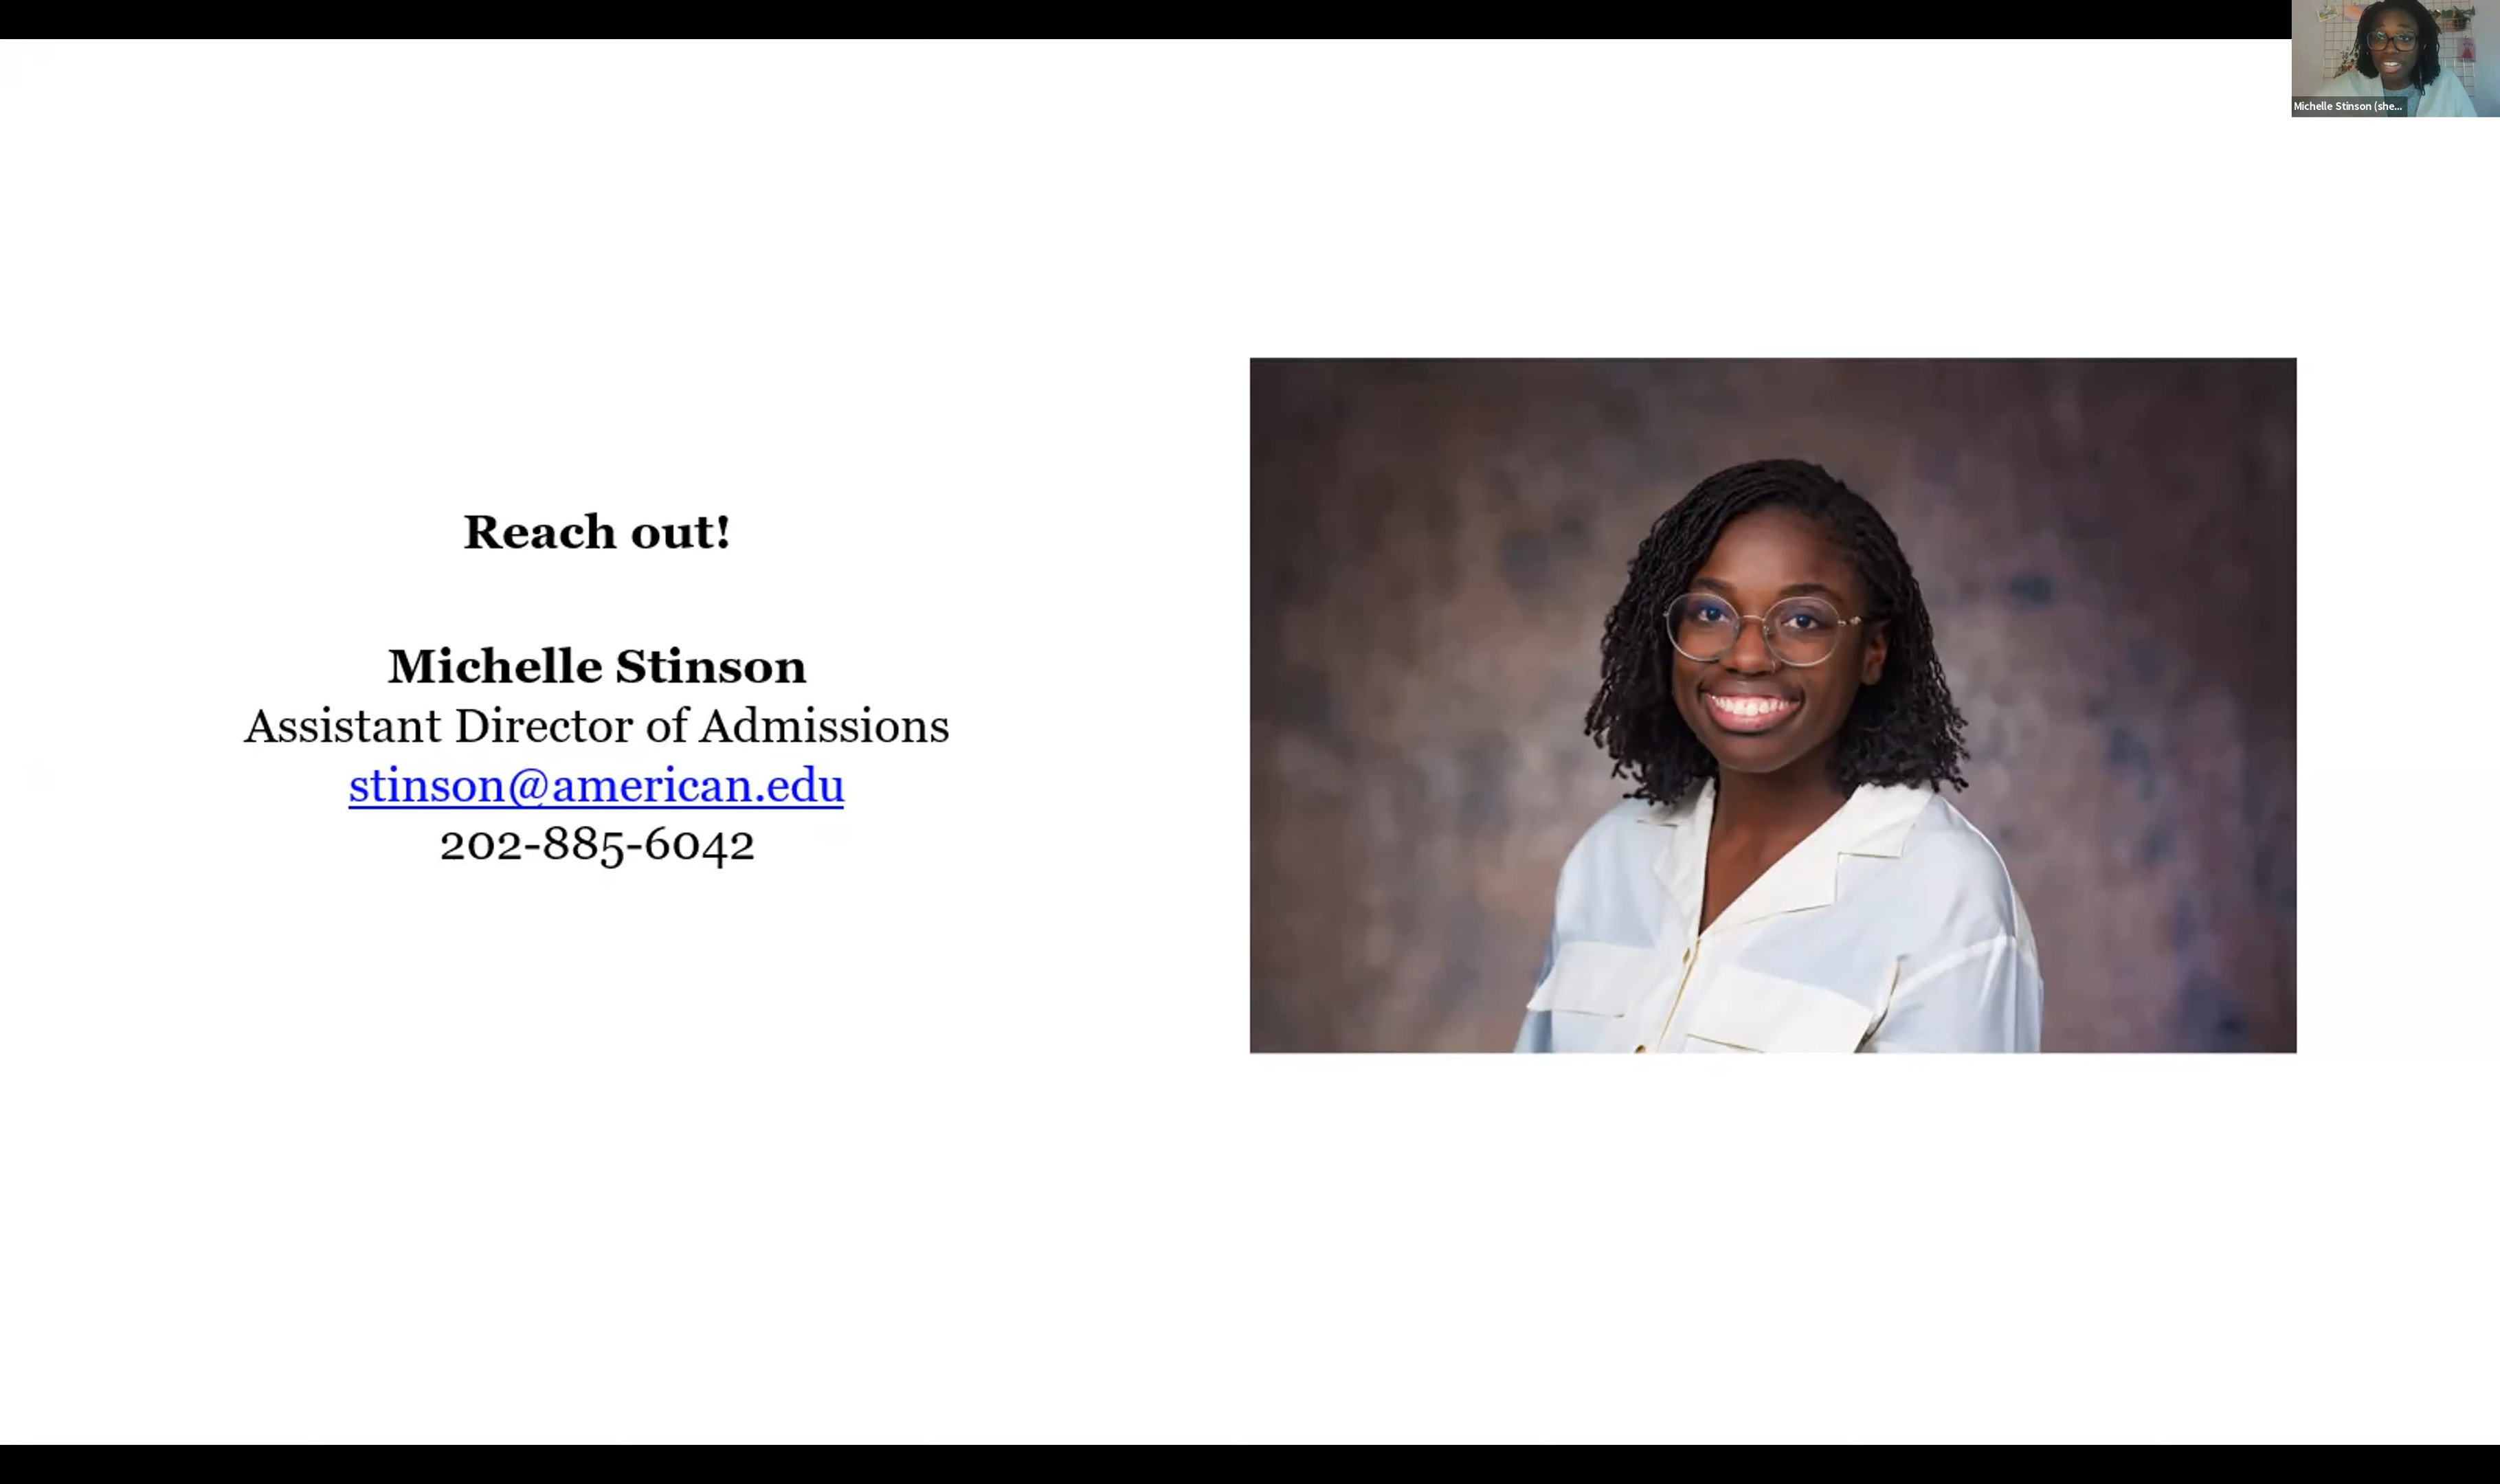 Michelle Stinson (she...
Reach out!
Michelle Stinson
Assistant Director of Admissions
stinson@american.edu
202-885-6042